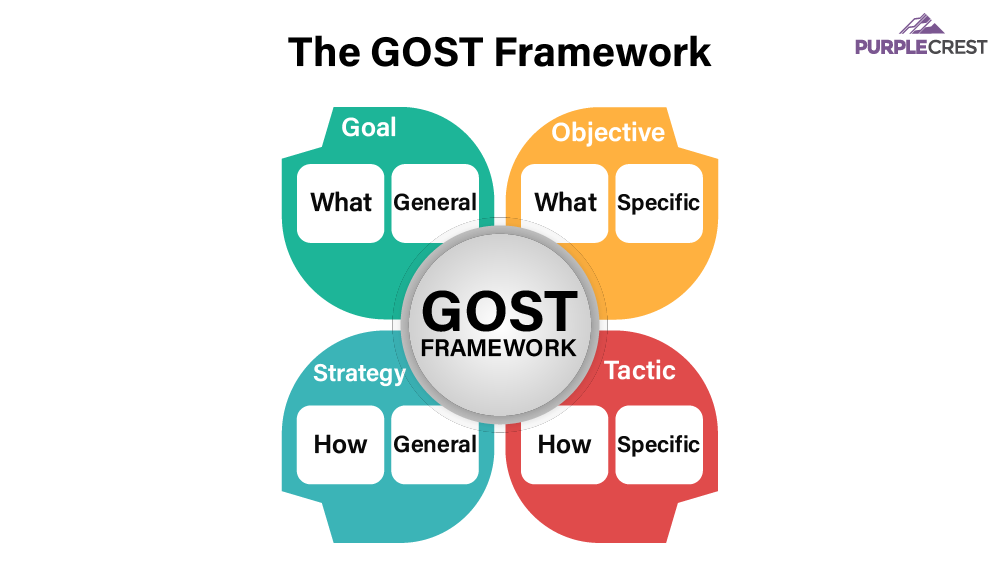 The GOST Framework
PURPLECREST
Goal
What
General
Objective
What
Specific
GOST
FRAMEWORK
Strategy
How
General
Tactic
How
Specific